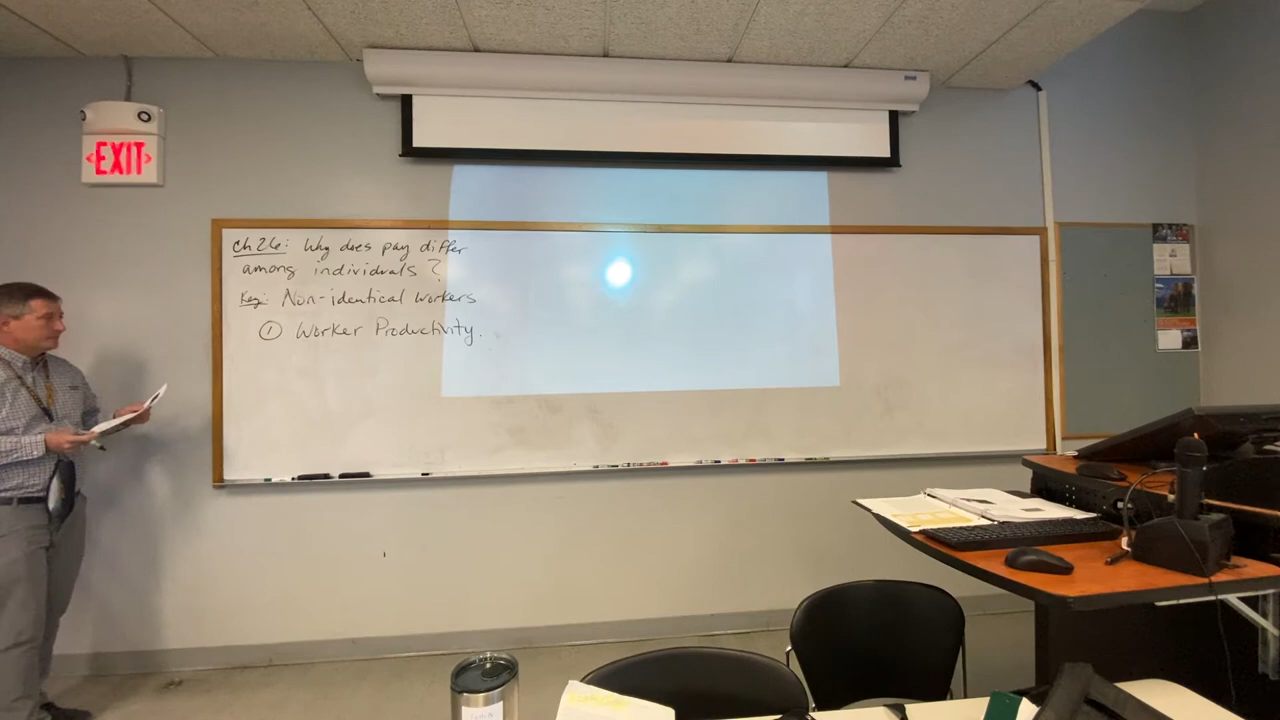 EXIT
Ch 26: Why does pay differ
among individuals?
Key: Non-identical workers
① Worker Productivity.